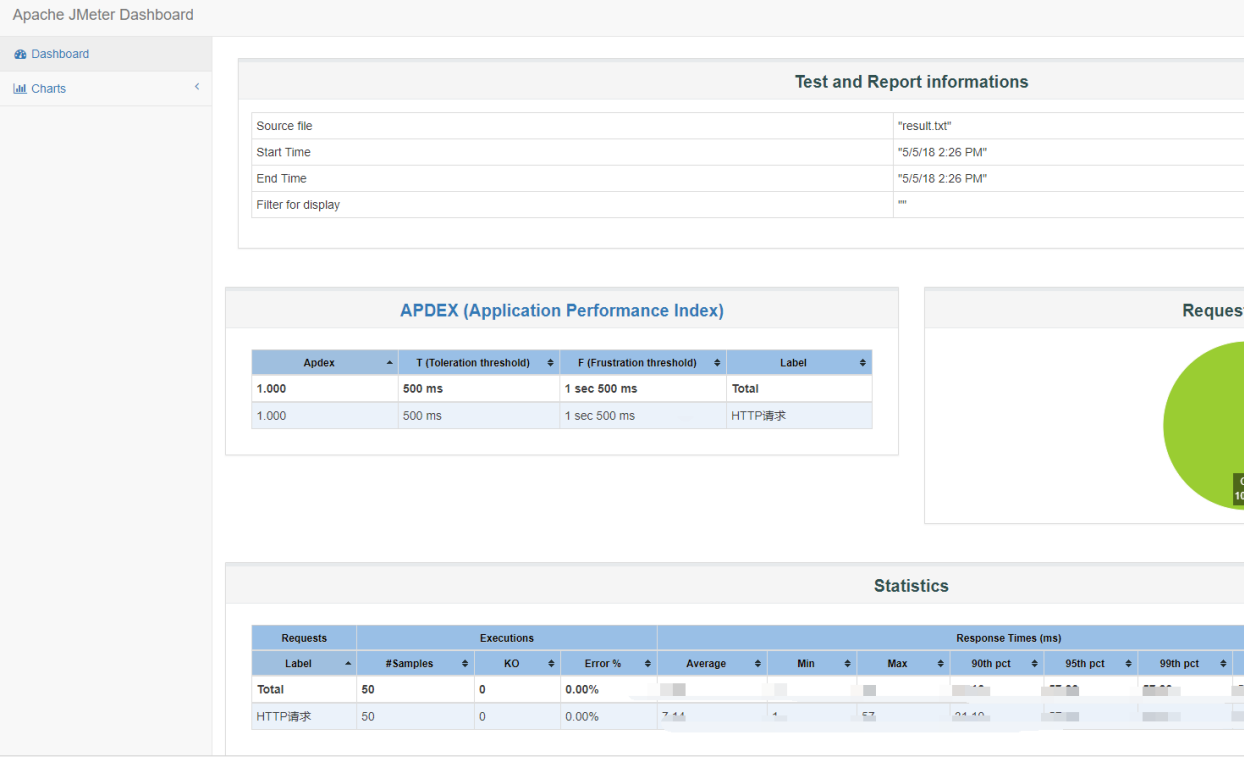 Apache JMeter Dashboard
Dashboard
Charts
Test and Report informations
Source file "result.txt"
Start Time "5/5/18 2:26 PM"
End Time "5/5/18 2:26 PM"
Filter for display ""
APDEX (Application Performance Index)
Apdex T (Toleration threshold) F (Frustration threshold) Label
1.000 500 ms 1 sec 500 ms Total
1.000 500 ms 1 sec 500 ms HTTP请求
Statistics
Requests Executions Response Times (ms)
Label #Samples KO Error % Average Min Max 90th pct 95th pct 99th pct
Total 50 0 0.00%
HTTP请求 50 0 0.00%